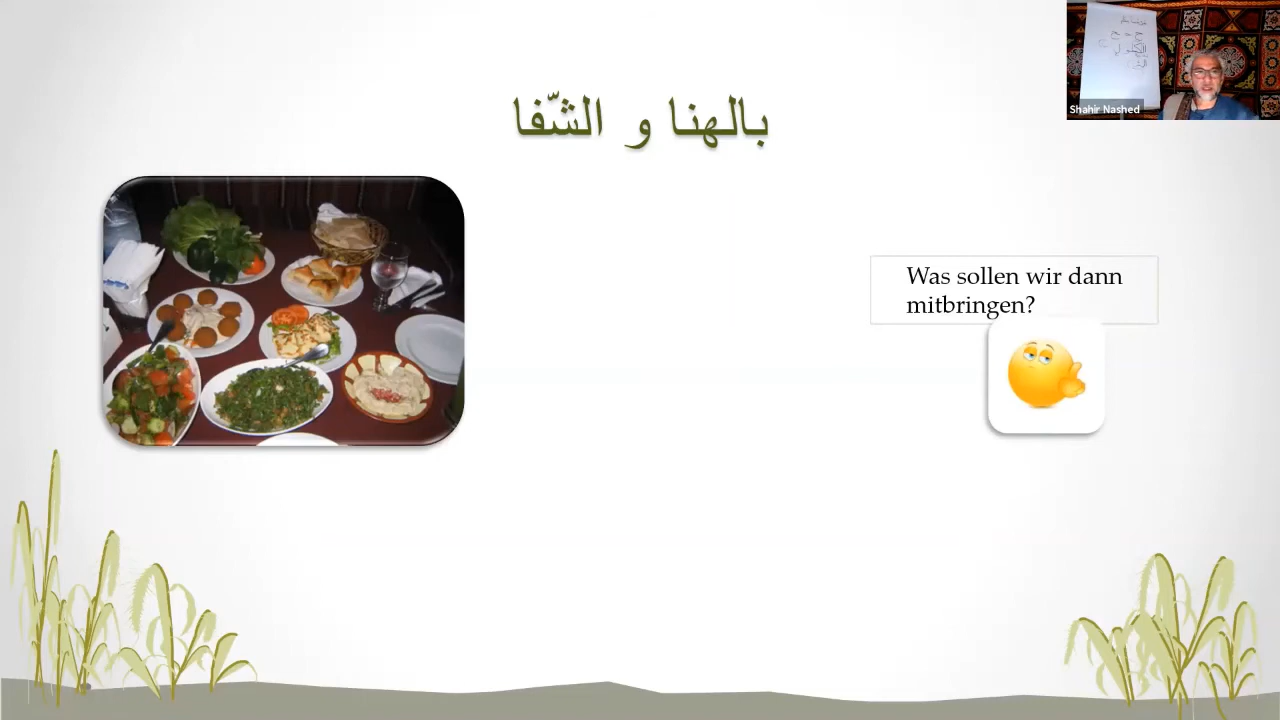 بالهنا و الشّفا
Was sollen wir dann
mitbringen?
Shahir Nashed